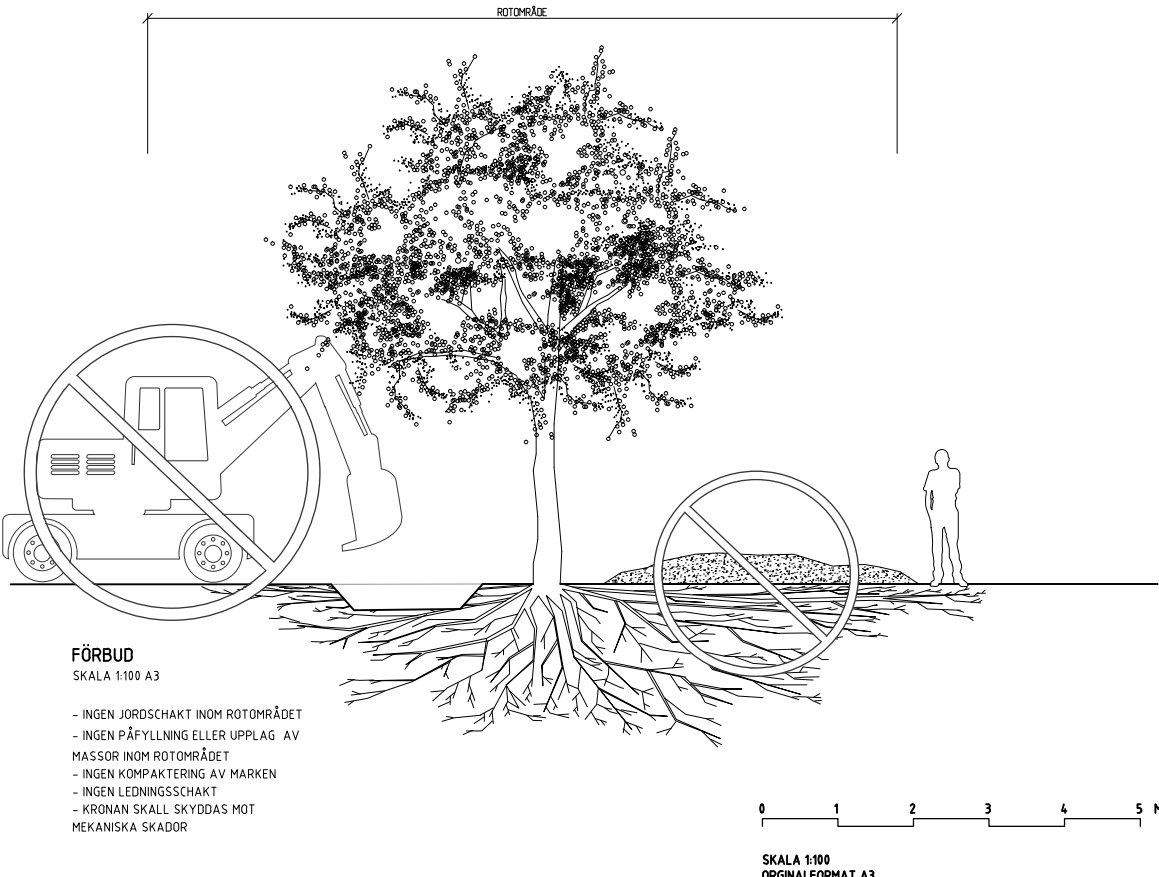 ROTOMRÅDE
FÖRBUD
SKALA 1:100 A3
- INGEN JORDSCHAKT INOM ROTOMRÅDET
- INGEN PÅFYLLNING ELLER UPPLAG AV
MASSOR INOM ROTOMRÅDET
- INGEN KOMPAKTERING AV MARKEN
- INGEN LEDNINGSSCHAKT
- KRONAN SKALL SKYDDAS MOT
MEKANISKA SKADOR
0 1 2 3 4 5 M
SKALA 1:100
ORGINALFORMAT A3